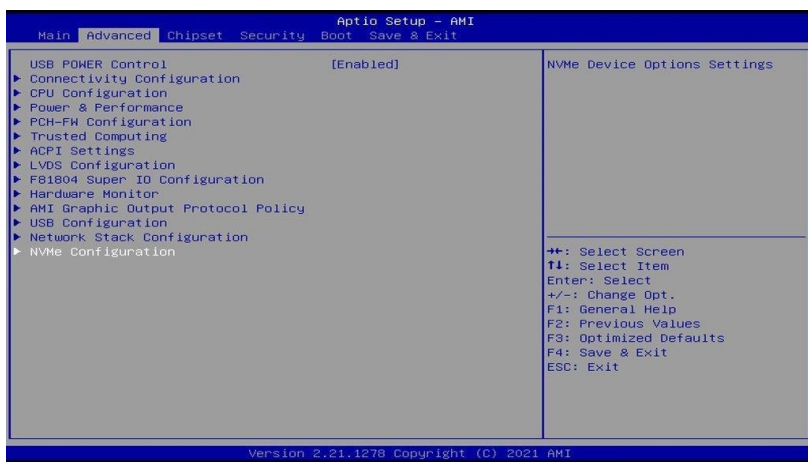 Aptio Setup – AMI
Main Advanced Chipset Security Boot Save & Exit
USB POWER Control [Enabled]
Connectivity Configuration
CPU Configuration
Power & Performance
PCH-FW Configuration
Trusted Computing
ACPI Settings
LVDS Configuration
F81804 Super IO Configuration
Hardware Monitor
AMI Graphic Output Protocol Policy
USB Configuration
Network Stack Configuration
NVMe Configuration
NVMe Device Options Settings
→←: Select Screen
↑↓: Select Item
Enter: Select
+/-: Change Opt.
F1: General Help
F2: Previous Values
F3: Optimized Defaults
F4: Save & Exit
ESC: Exit
Version 2.21.1278 Copyright (C) 2021 AMI